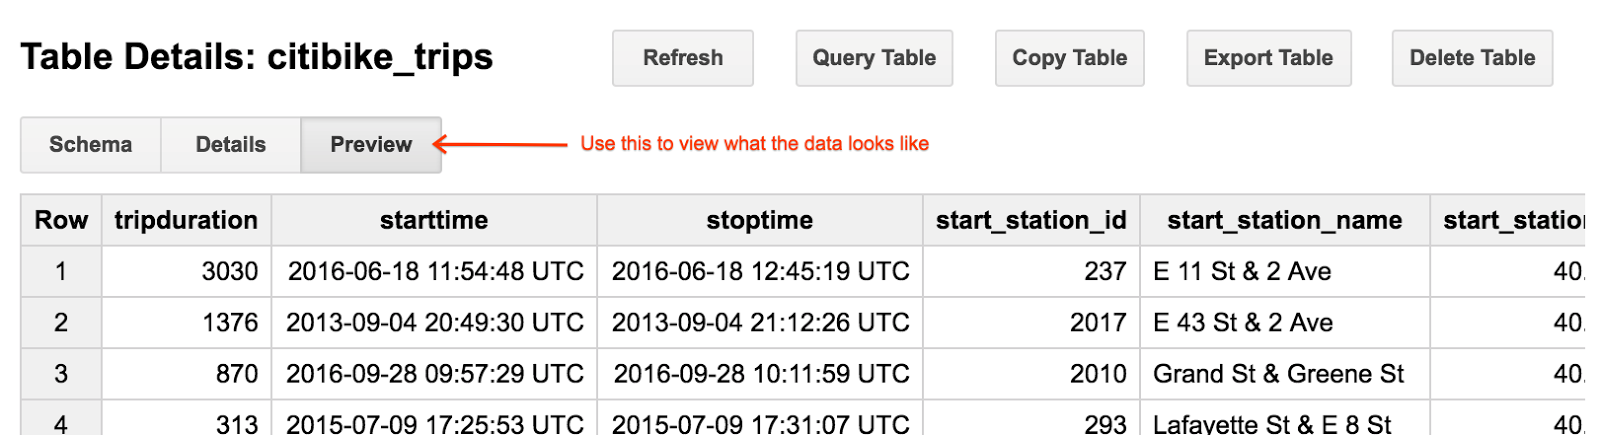 Table Details: citibike_trips Refresh Query Table Copy Table Export Table Delete Table
Schema Details Preview Use this to view what the data looks like
Row tripduration starttime stoptime start_station_id start_station_name start_station
1 3030 2016-06-18 11:54:48 UTC 2016-06-18 12:45:19 UTC 237 E 11 St & 2 Ave 40.
2 1376 2013-09-04 20:49:30 UTC 2013-09-04 21:12:26 UTC 2017 E 43 St & 2 Ave 40.
3 870 2016-09-28 09:57:29 UTC 2016-09-28 10:11:59 UTC 2010 Grand St & Greene St 40.
4 313 2015-07-09 17:25:53 UTC 2015-07-09 17:31:07 UTC 293 Lafayette St & E 8 St 40.